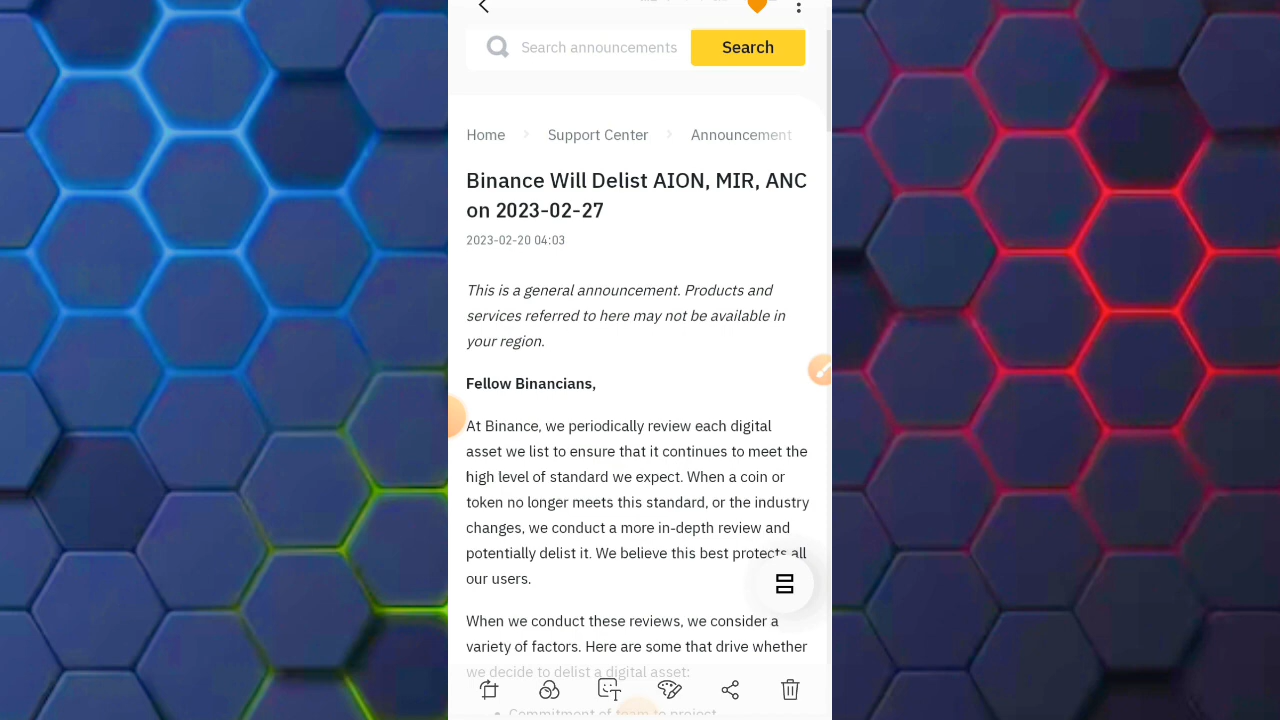 Search announcements
Search
Home
Support Center
Announcement
Binance Will Delist AION, MIR, ANC
on 2023-02-27
2023-02-20 04:03
This is a general announcement. Products and
services referred to here may not be available in
your region.
Fellow Binancians,
At Binance, we periodically review each digital
asset we list to ensure that it continues to meet the
high level of standard we expect. When a coin or
token no longer meets this standard, or the industry
changes, we conduct a more in-depth review and
potentially delist it. We believe this best protects all
our users.
When we conduct these reviews, we consider a
variety of factors. Here are some that drive whether
we decide to delist a digital asset:
Commitment of team to project